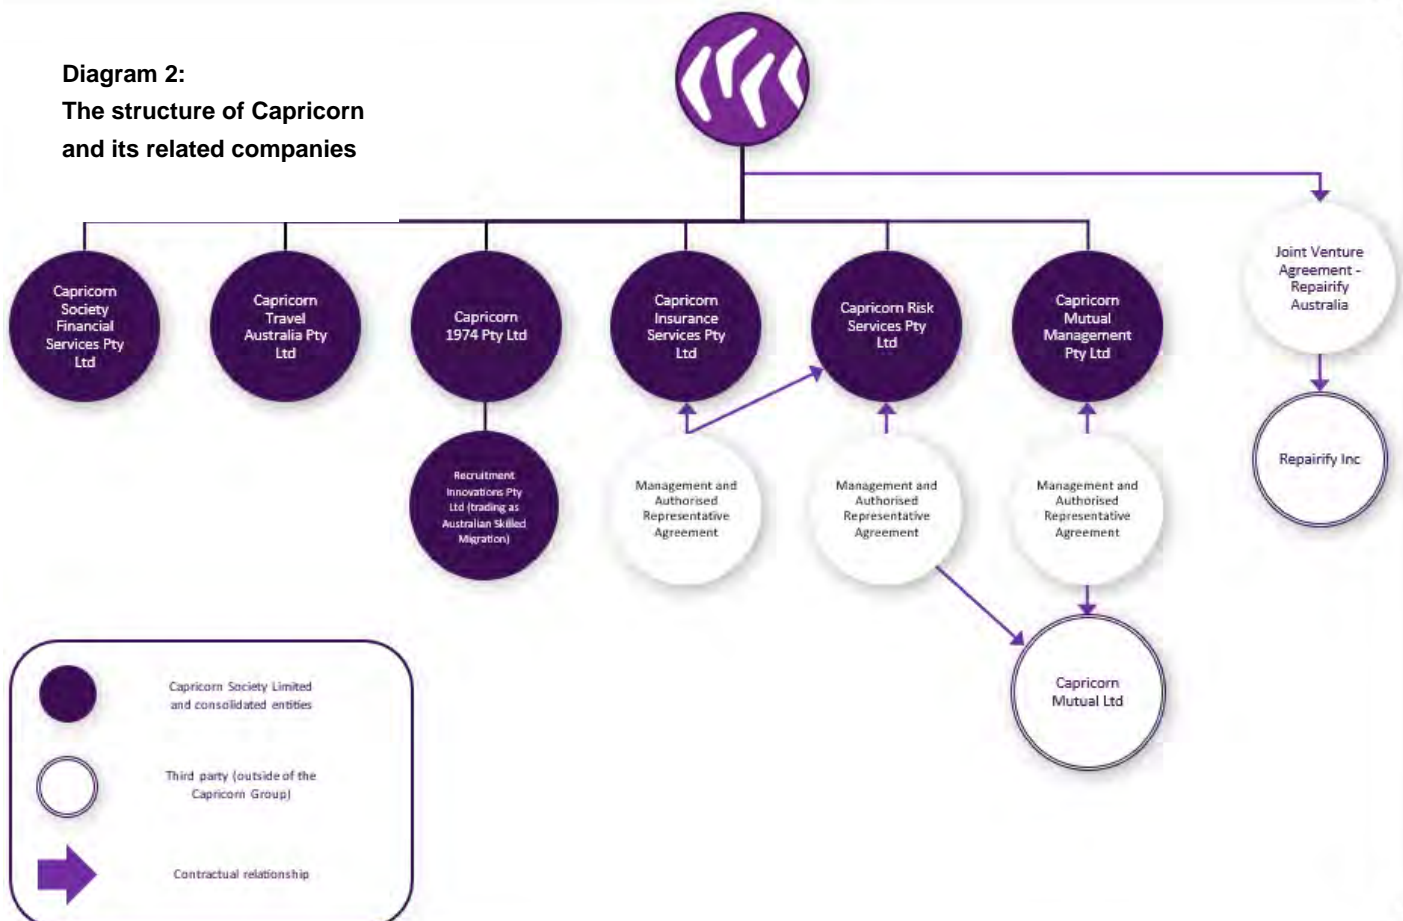 Diagram 2:
The structure of Capricorn
and its related companies
Capricorn
Society
Financial
Services Pty
Ltd
Capricorn
Travel
Australia Pty
Ltd
Capricorn
1974 Pty Ltd
Capricorn
Insurance
Services Pty
Ltd
Capricorn Risk
Services Pty
Ltd
Capricorn
Mutual
Management
Pty Ltd
Joint Venture
Agreement -
Repairify
Australia
Recruitment
Innovations Pty
Ltd (trading as
Australian Skilled
Migration)
Management and
Authorised
Representative
Agreement
Management and
Authorised
Representative
Agreement
Management and
Authorised
Representative
Agreement
Repairify Inc
Capricorn
Mutual Ltd
Capricorn Society Limited
and consolidated entities
Third party (outside of the
Capricorn Group)
Contractual relationship